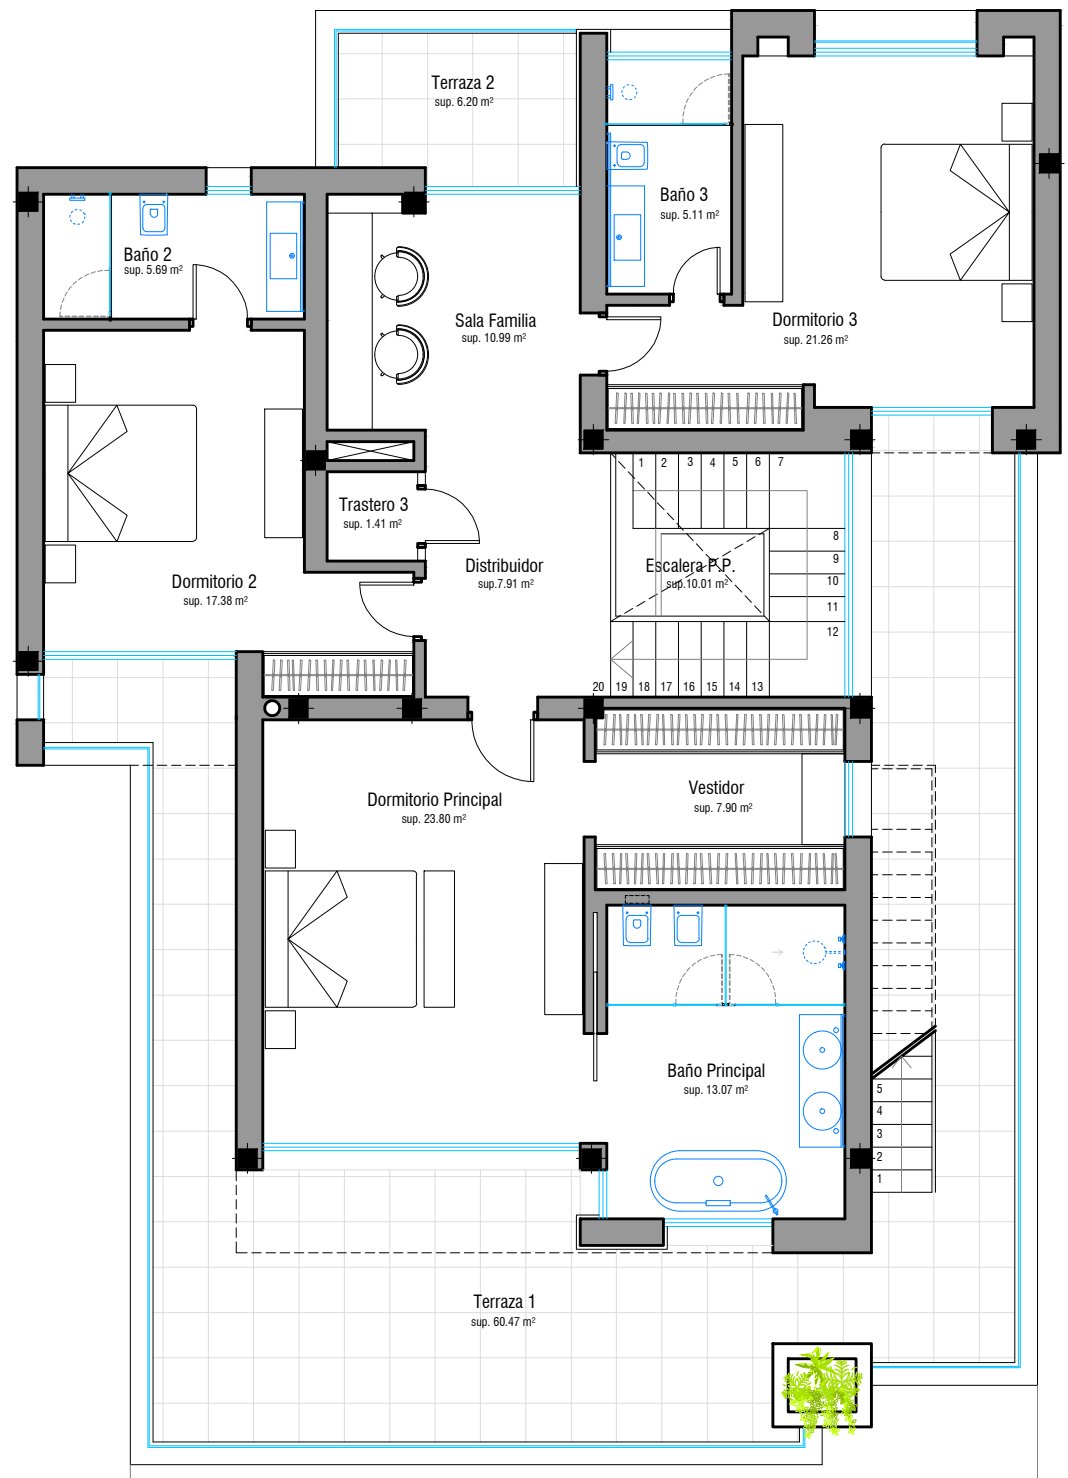 Terraza 2
sup. 6.20 m²
Baño 3
sup. 5.11 m²
Baño 2
sup. 5.69 m²
Sala Familia
sup. 10.99 m²
Dormitorio 3
sup. 21.26 m²
1 2 3 4 5 6 7
Trastero 3
sup. 1.41 m²
8
9
10
11
12
Escalera P.P.
sup.10.01 m²
Distribuidor
sup.7.91 m²
Dormitorio 2
sup. 17.38 m²
20 19 18 17 16 15 14 13
Vestidor
sup. 7.90 m²
Dormitorio Principal
sup. 23.80 m²
Baño Principal
sup. 13.07 m²
5
4
3
2
1
Terraza 1
sup. 60.47 m²